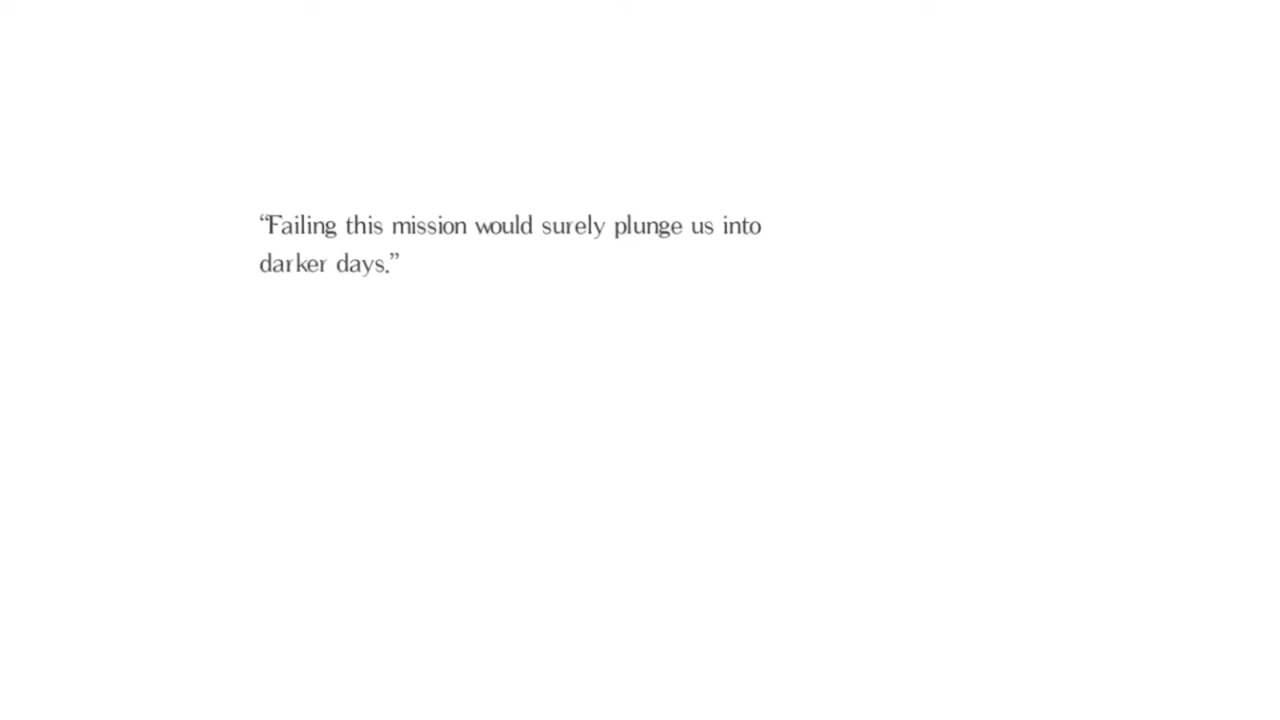 “Failing this mission would surely plunge us into
darker days.”